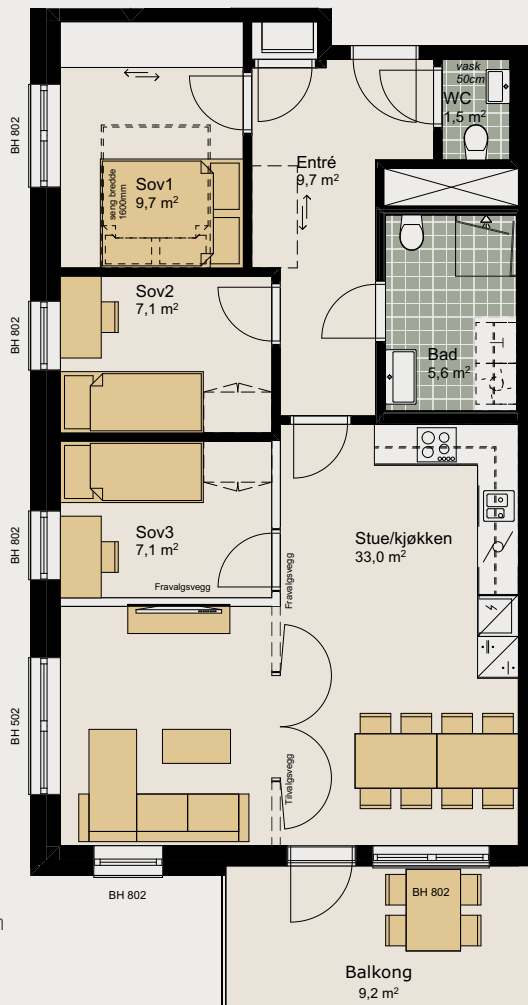 vask
50cm
WC
1,5 m²
BH 802
Entré
9,7 m²
Sov1
9,7 m²
seng bredde
1600mm
Sov2
7,1 m²
BH 802
Bad
5,6 m²
Sov3
7,1 m²
BH 802
Fravalgsvegg
Fravalgsvegg
Stue/kjøkken
33,0 m²
BH 502
Tilvalgsvegg
BH 802
BH 802
Balkong
9,2 m²